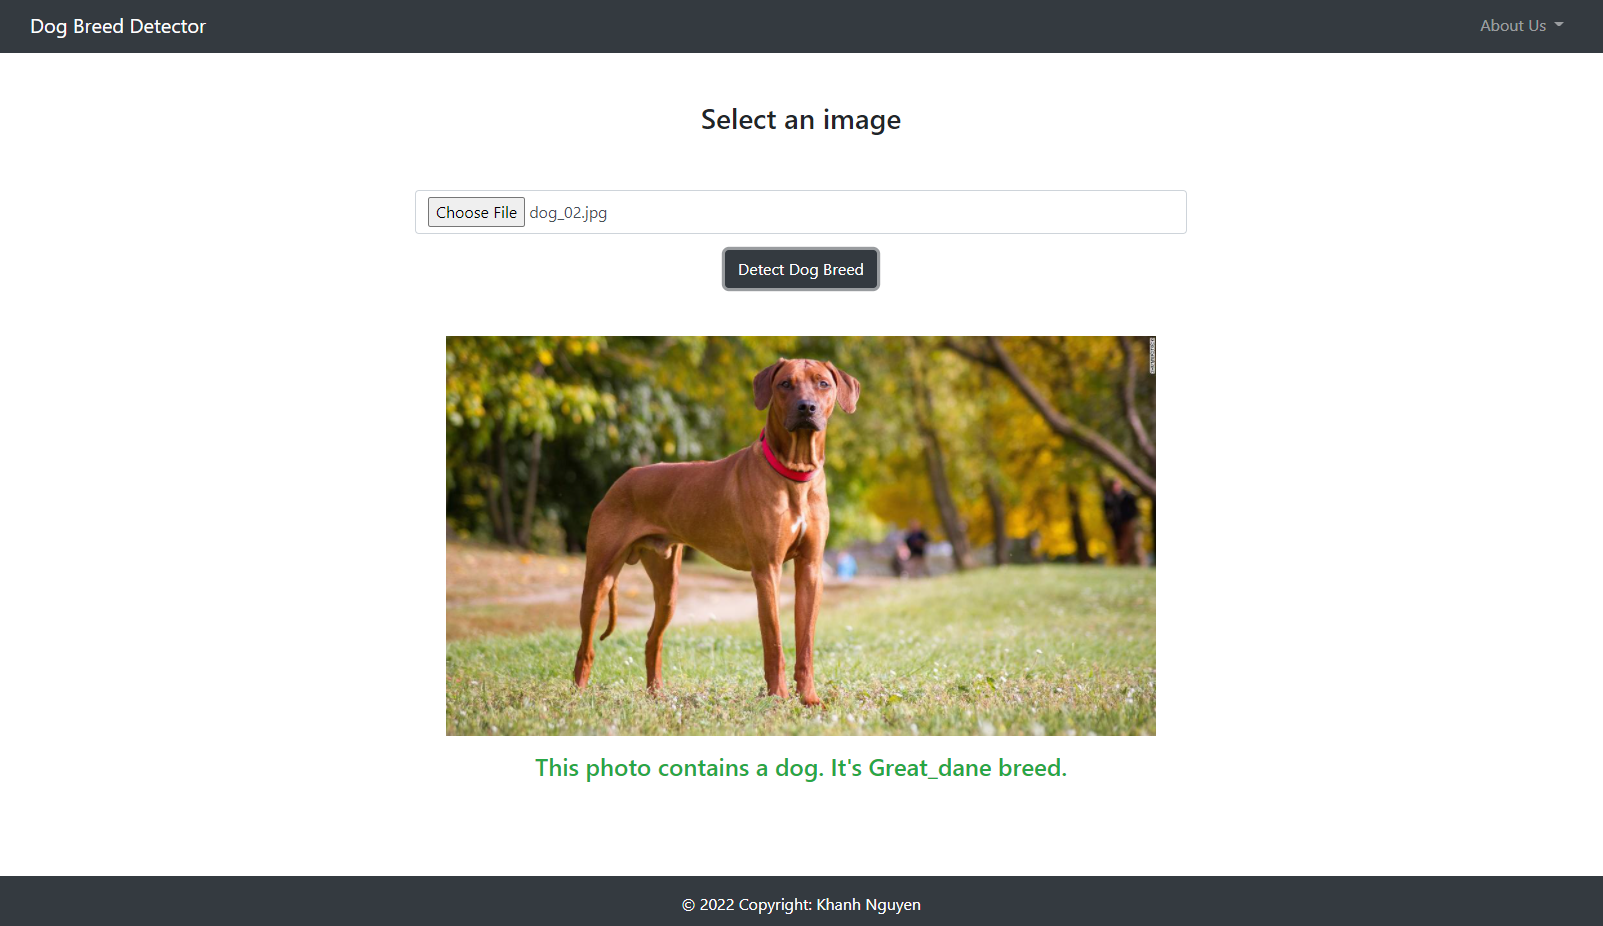 Dog Breed Detector
About Us
Select an image
Choose File dog_02.jpg
Detect Dog Breed
This photo contains a dog. It's Great_dane breed.
© 2022 Copyright: Khanh Nguyen